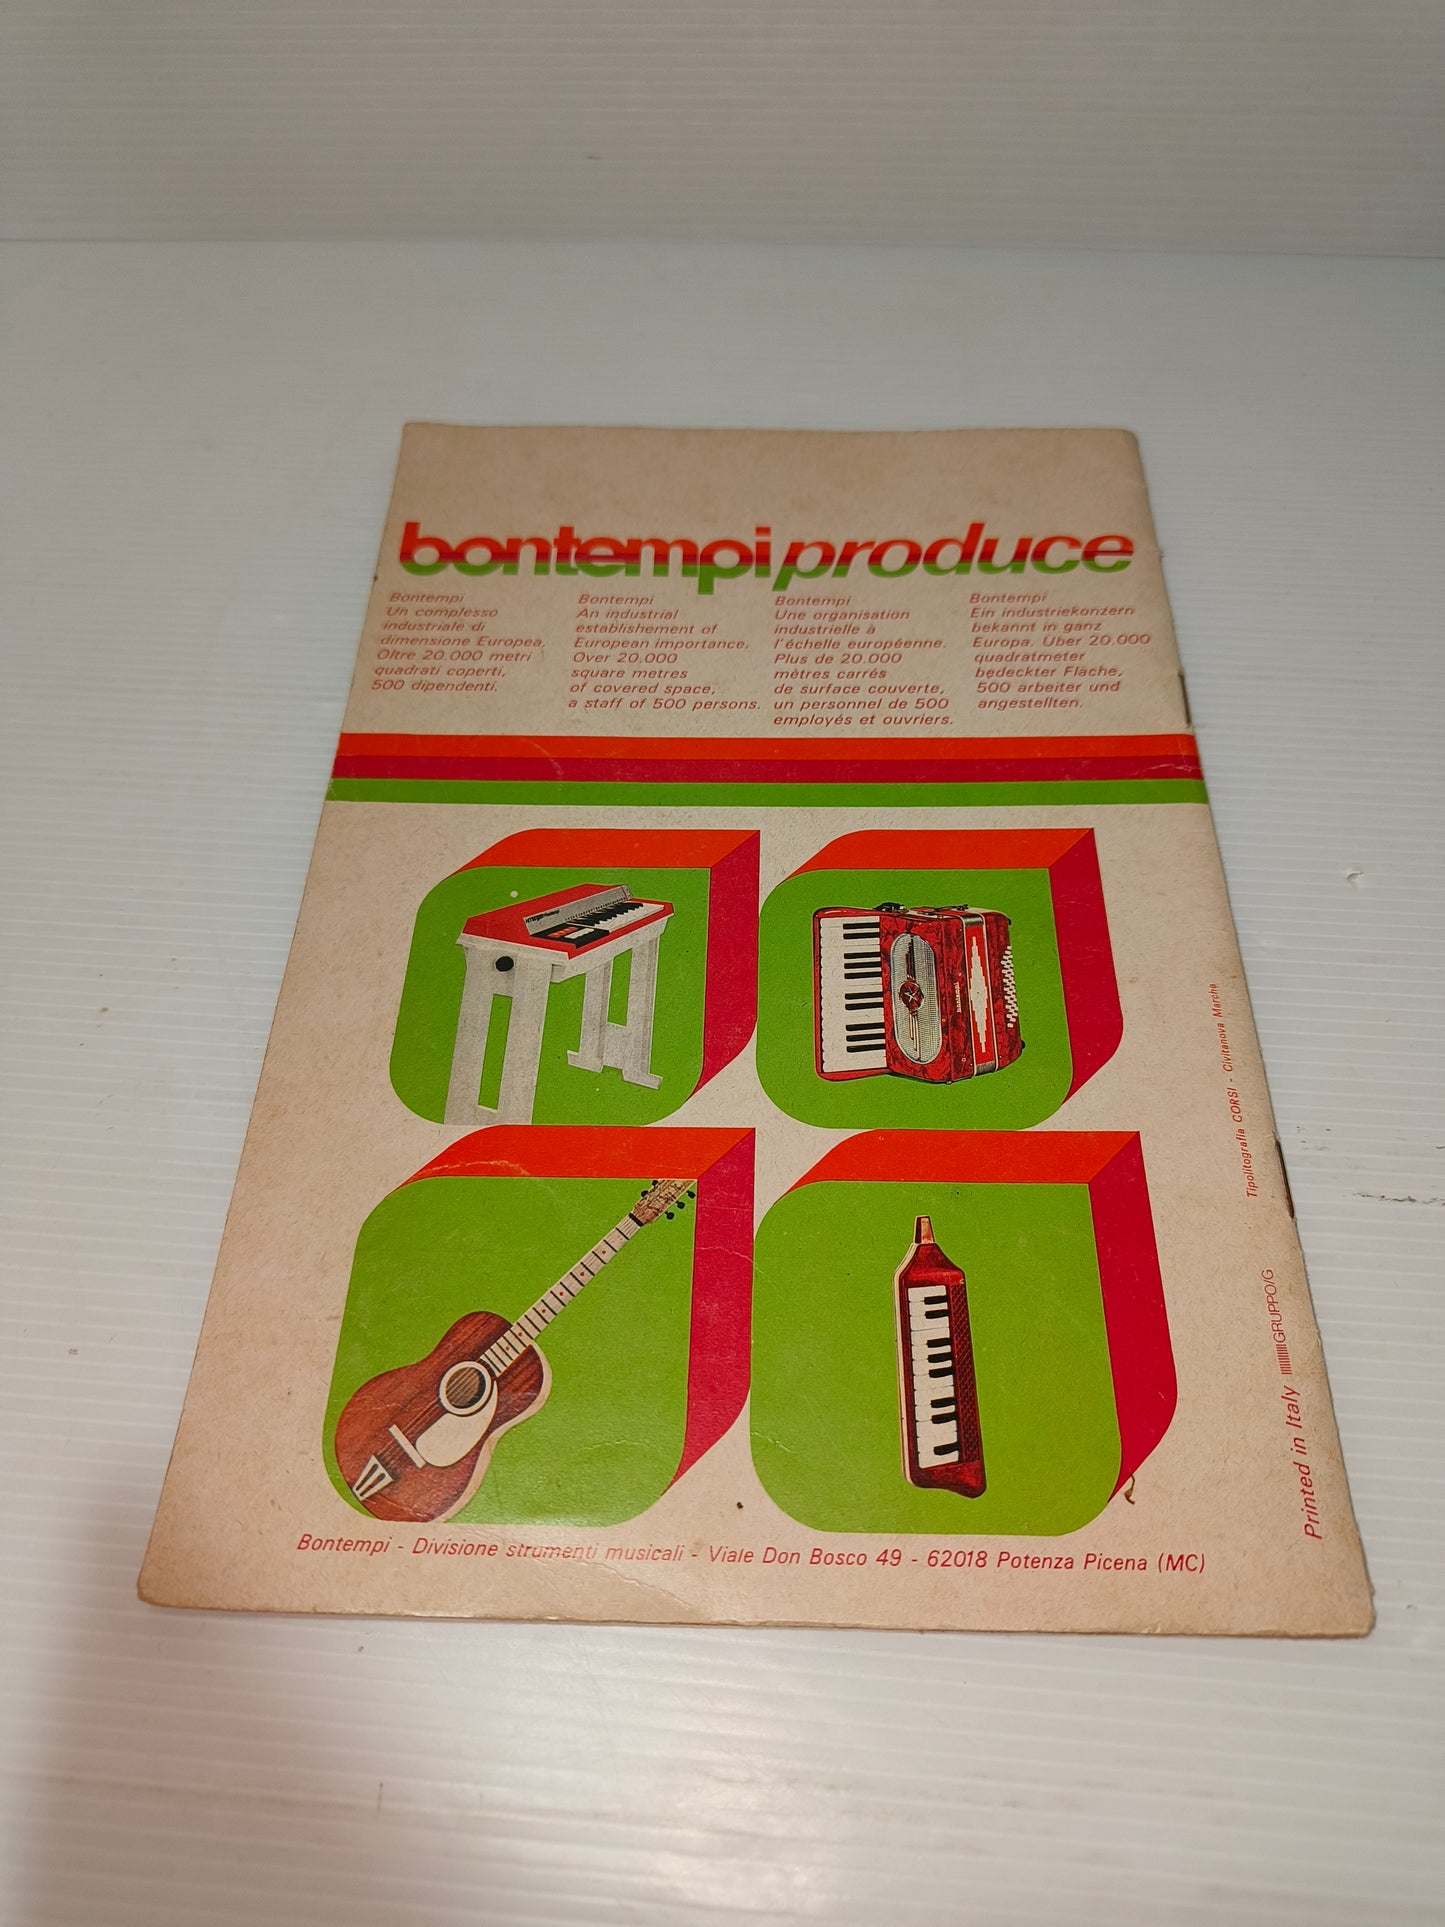 bontempi produce
Bontempi
Un complesso
industriale di
dimensione Europea.
Oltre 20.000 metri
quadrati coperti,
500 dipendenti.
Bontempi
An industrial
establishement of
European importance.
Over 20.000
square metres
of covered space,
a staff of 500 persons.
Bontempi
Une organisation
industrielle à
l'échelle européenne.
Plus de 20.000
mètres carrés
de surface couverte,
un personnel de 500
employés et ouvriers.
Bontempi
Ein industriekonzern
bekannt in ganz
Europa. Über 20.000
quadratmeter
bedeckter Fläche,
500 arbeiter und
angestellten.
bontempi
Bontempi - Divisione strumenti musicali - Viale Don Bosco 49 - 62018 Potenza Picena (MC)
Printed in Italy GRUPPO/G
Tipolitografia CORSI - Civitanova Marche